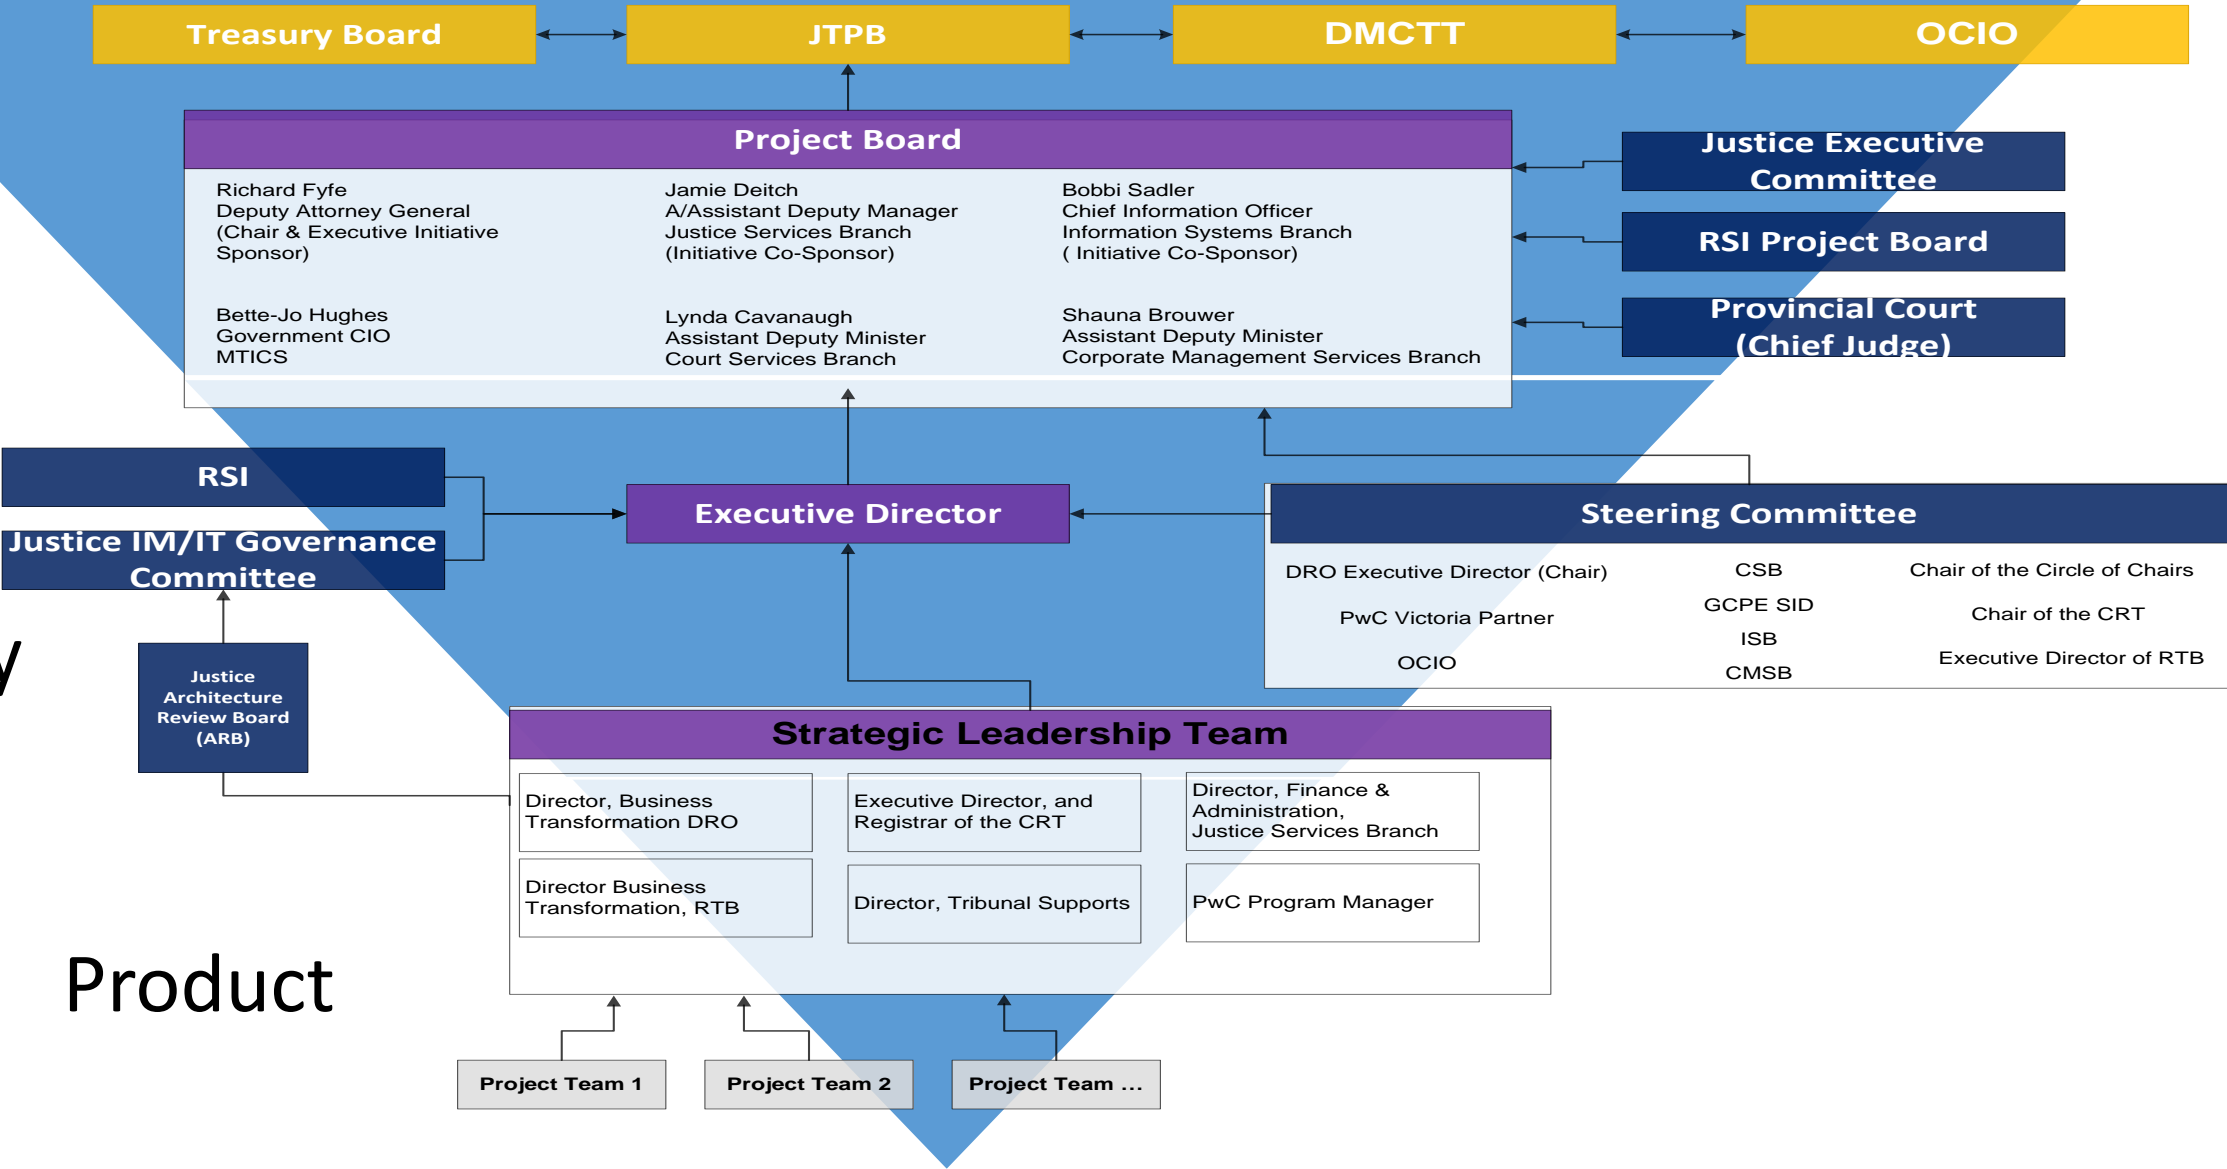 Treasury Board
JTPB
DMCTT
OCIO
Project Board
Richard Fyfe
Deputy Attorney General
(Chair & Executive Initiative
Sponsor)
Jamie Deitch
A/Assistant Deputy Manager
Justice Services Branch
(Initiative Co-Sponsor)
Bobbi Sadler
Chief Information Officer
Information Systems Branch
( Initiative Co-Sponsor)
Bette-Jo Hughes
Government CIO
MTICS
Lynda Cavanaugh
Assistant Deputy Minister
Court Services Branch
Shauna Brouwer
Assistant Deputy Minister
Corporate Management Services Branch
Justice Executive
Committee
RSI Project Board
Provincial Court
(Chief Judge)
RSI
Justice IM/IT Governance
Committee
Executive Director
Steering Committee
DRO Executive Director (Chair)
PwC Victoria Partner
OCIO
CSB
GCPE SID
ISB
CMSB
Chair of the Circle of Chairs
Chair of the CRT
Executive Director of RTB
y
Justice
Architecture
Review Board
(ARB)
Strategic Leadership Team
Director, Business
Transformation DRO
Executive Director, and
Registrar of the CRT
Director, Finance &
Administration,
Justice Services Branch
Director Business
Transformation, RTB
Director, Tribunal Supports
PwC Program Manager
Product
Project Team 1
Project Team 2
Project Team ...